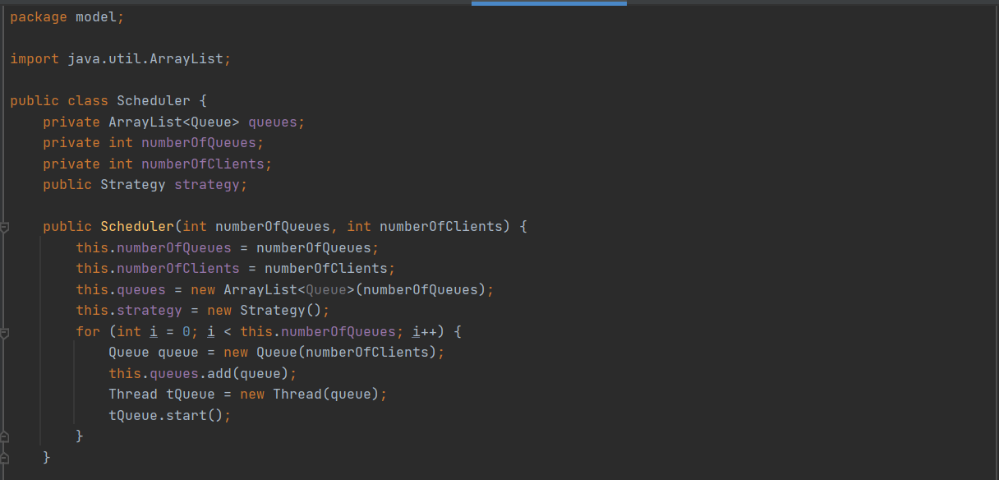 package model;
import java.util.ArrayList;
public class Scheduler {
    private ArrayList<Queue> queues;
    private int numberOfQueues;
    private int numberOfClients;
    public Strategy strategy;
    public Scheduler(int numberOfQueues, int numberOfClients) {
        this.numberOfQueues = numberOfQueues;
        this.numberOfClients = numberOfClients;
        this.queues = new ArrayList<Queue>(numberOfQueues);
        this.strategy = new Strategy();
        for (int i = 0; i < this.numberOfQueues; i++) {
            Queue queue = new Queue(numberOfClients);
            this.queues.add(queue);
            Thread tQueue = new Thread(queue);
            tQueue.start();
        }
    }